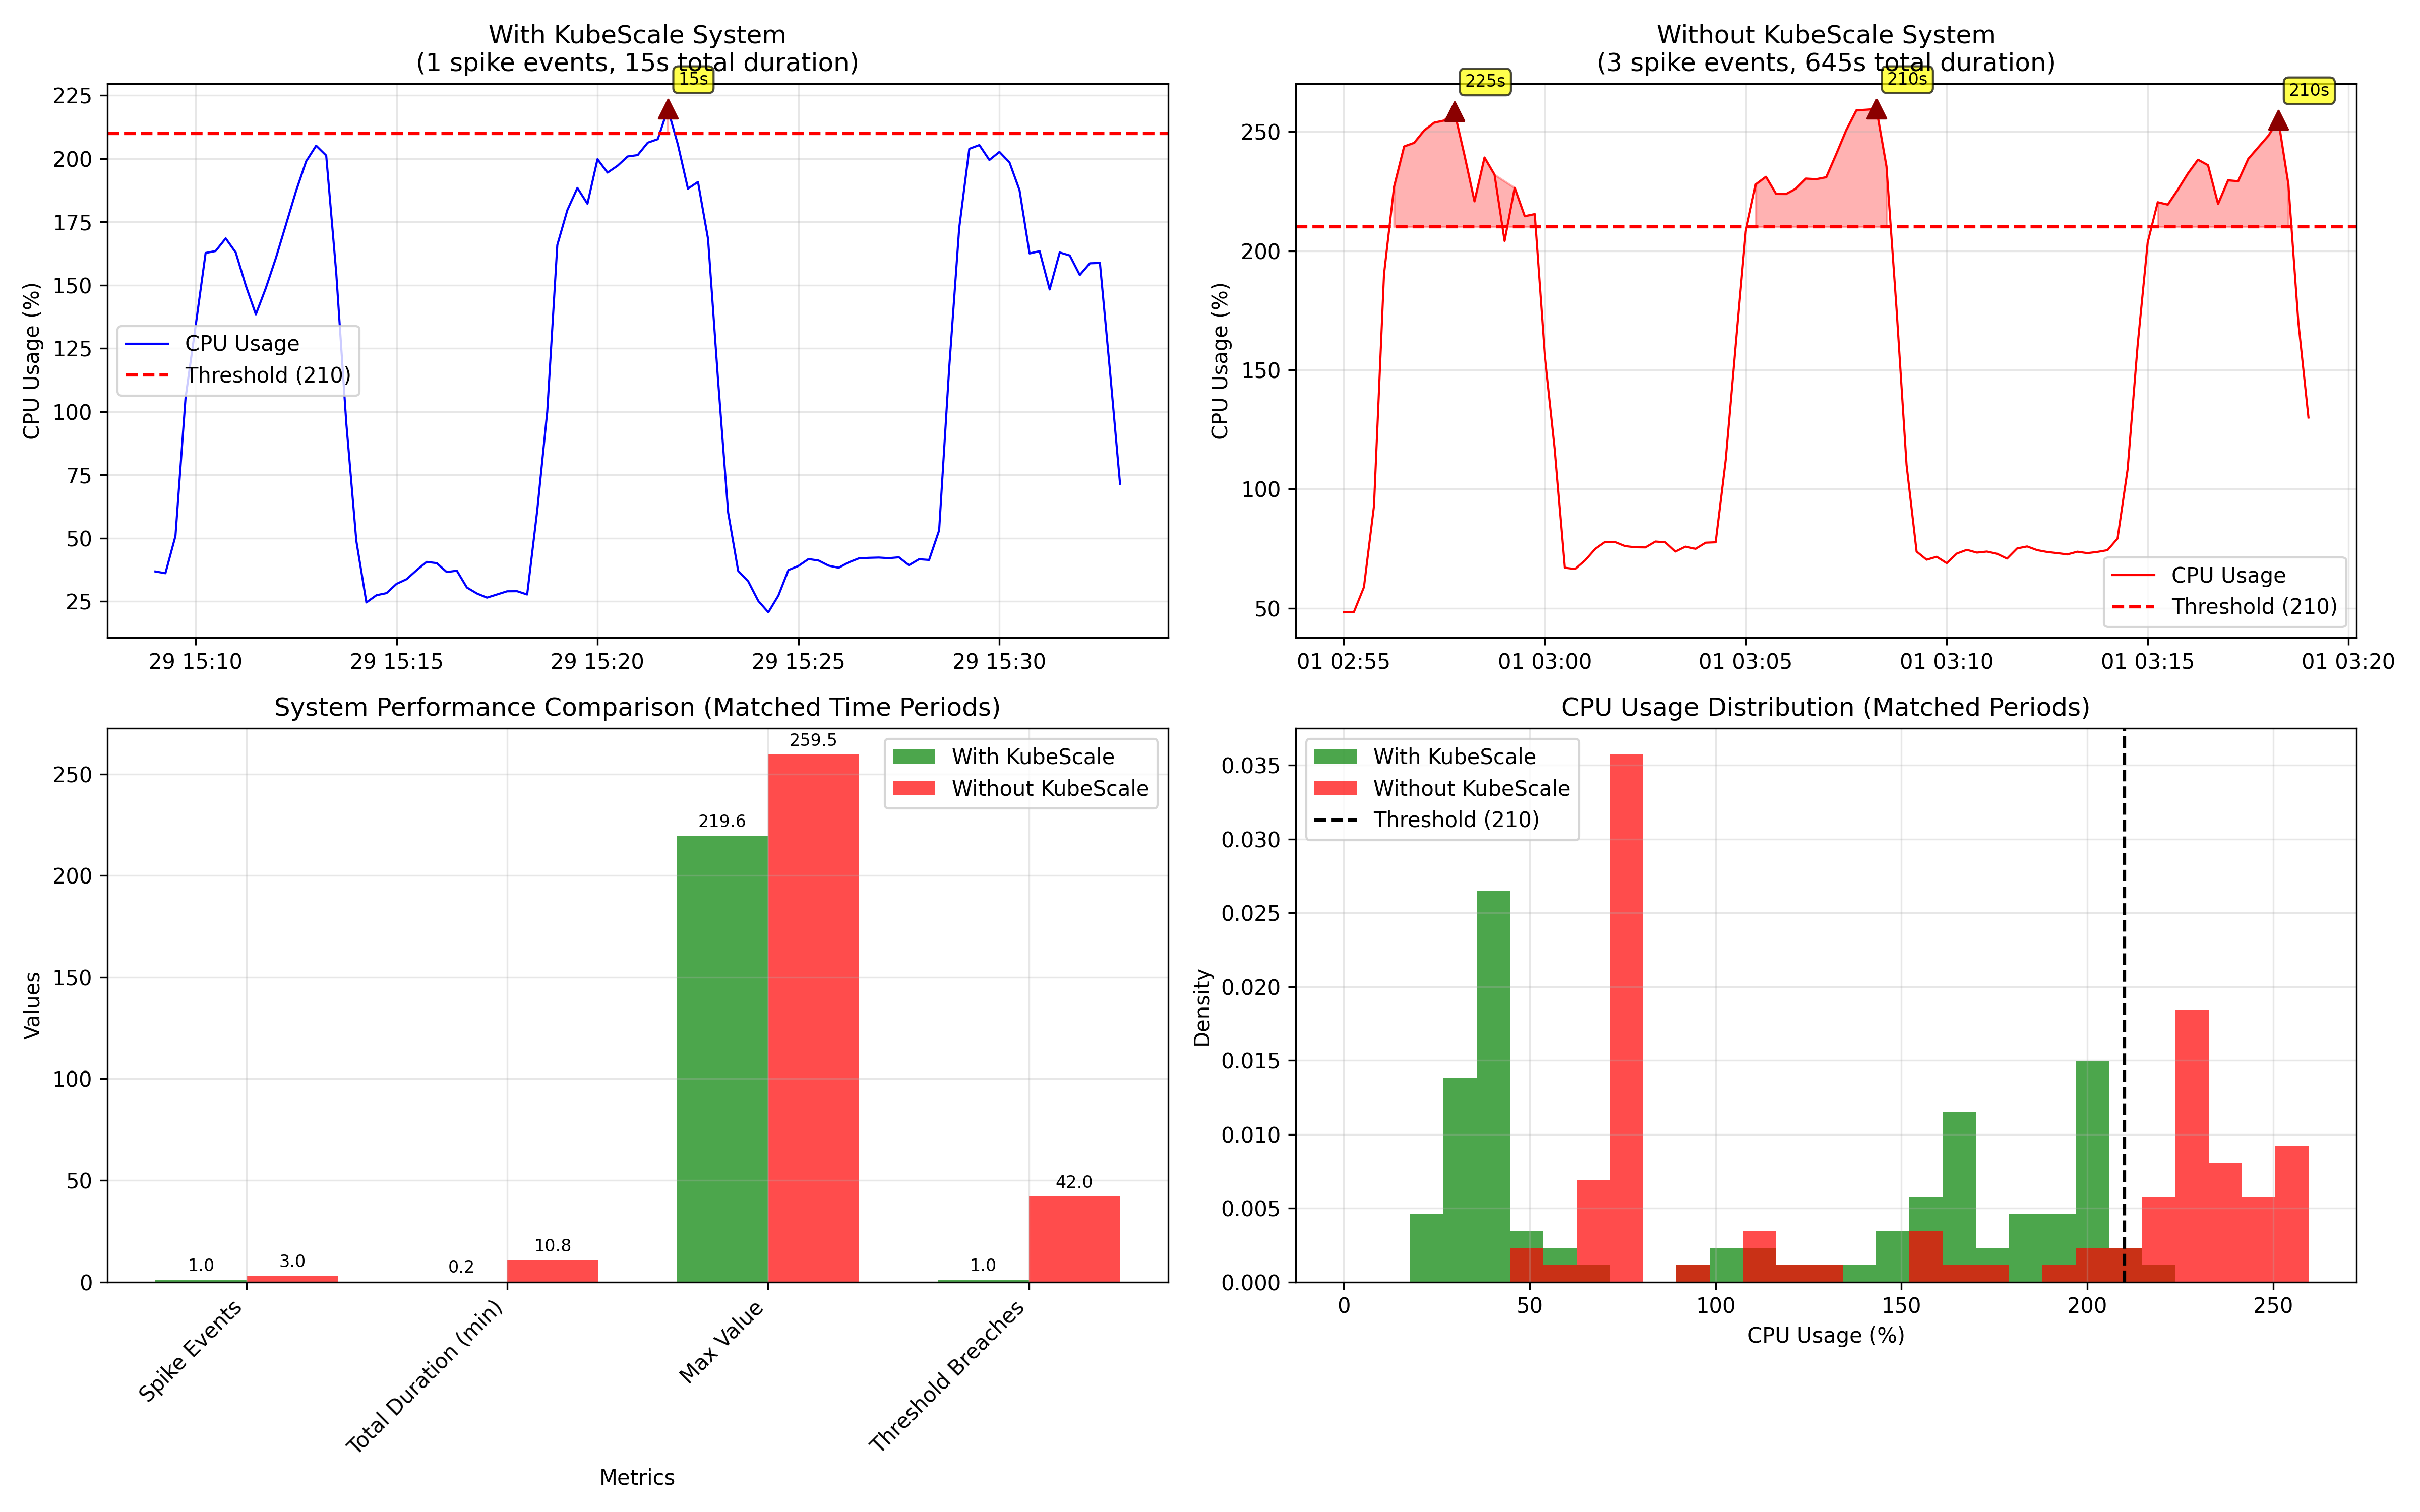 With KubeScale System
(1 spike events, 15s total duration)
15s
225
200
175
150
125
100
75
50
25
CPU Usage (%)
CPU Usage
Threshold (210)
29 15:10
29 15:15
29 15:20
29 15:25
29 15:30
Without KubeScale System
(3 spike events, 645s total duration)
225s
210s
210s
250
200
150
100
50
CPU Usage (%)
CPU Usage
Threshold (210)
01 02:55
01 03:00
01 03:05
01 03:10
01 03:15
01 03:20
System Performance Comparison (Matched Time Periods)
With KubeScale
Without KubeScale
250
200
150
100
50
0
Values
1.0
3.0
0.2
10.8
219.6
259.5
1.0
42.0
Spike Events
Total Duration (min)
Max Value
Threshold Breaches
Metrics
CPU Usage Distribution (Matched Periods)
With KubeScale
Without KubeScale
Threshold (210)
0.035
0.030
0.025
0.020
0.015
0.010
0.005
0.000
Density
0
50
100
150
200
250
CPU Usage (%)